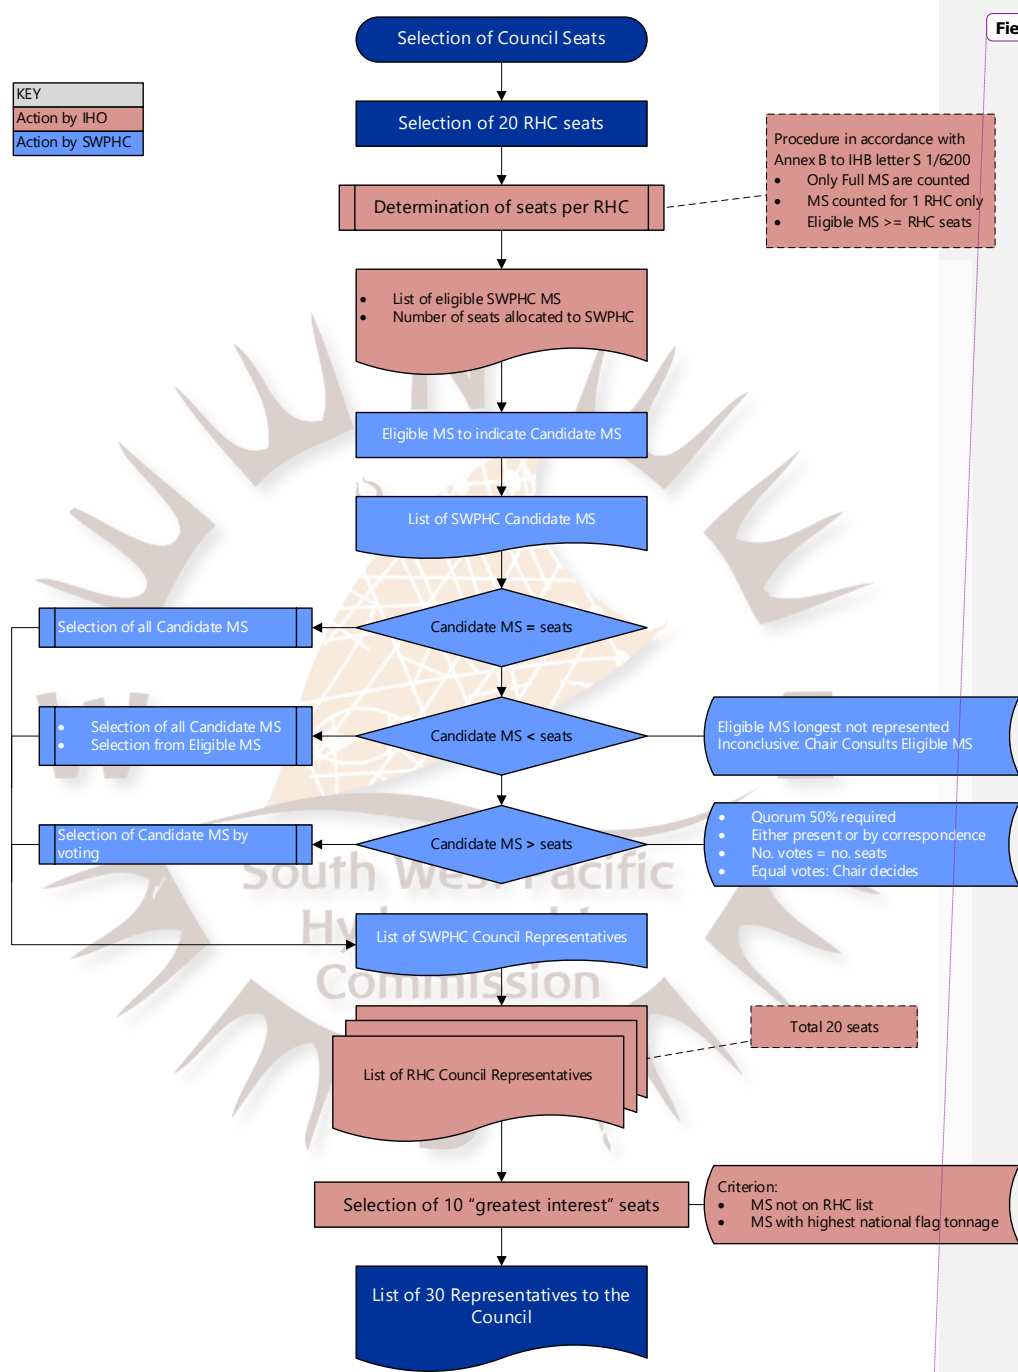 Selection of Council Seats
Fie
KEY
Action by IHO
Action by SWPHC
Selection of 20 RHC seats
Procedure in accordance with
Annex B to IHB letter S 1/6200
• Only Full MS are counted
• MS counted for 1 RHC only
• Eligible MS >= RHC seats
Determination of seats per RHC
• List of eligible SWPHC MS
• Number of seats allocated to SWPHC
Eligible MS to indicate Candidate MS
List of SWPHC Candidate MS
Candidate MS = seats
Selection of all Candidate MS
Candidate MS < seats
• Selection of all Candidate MS
• Selection from Eligible MS
Eligible MS longest not represented
Inconclusive: Chair Consults Eligible MS
Candidate MS > seats
Selection of Candidate MS by
voting
• Quorum 50% required
• Either present or by correspondence
• No. votes = no. seats
• Equal votes: Chair decides
South West Pacific
Commission
List of SWPHC Council Representatives
Total 20 seats
List of RHC Council Representatives
Selection of 10 “greatest interest” seats
Criterion:
• MS not on RHC list
• MS with highest national flag tonnage
List of 30 Representatives to the
Council